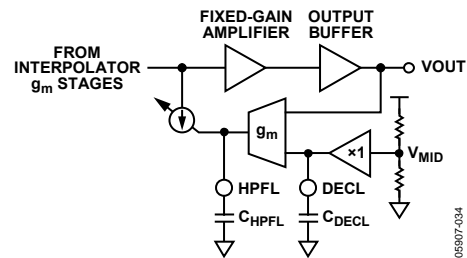 FIXED-GAIN
AMPLIFIER
OUTPUT
BUFFER
FROM
INTERPOLATOR
gm STAGES
VOUT
gm
×1
VMID
HPFL
DECL
CHPFL
CDECL
05907-034